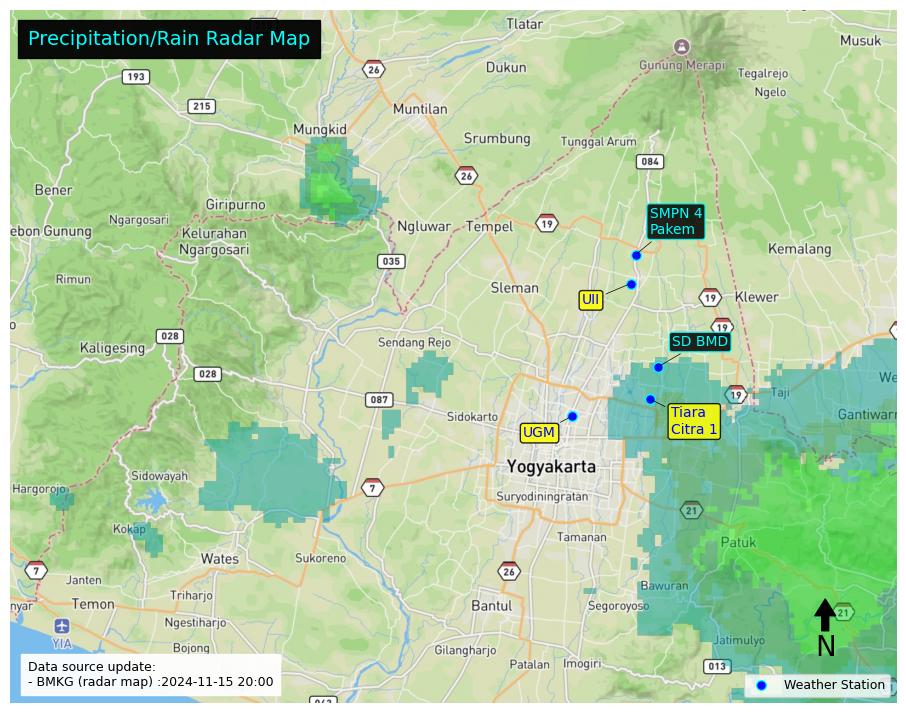 Precipitation/Rain Radar Map
Tlatar
Musuk
193
26
Dukun
Gunung Merapi
Tegalrejo
Ngelo
215
Muntilan
Mungkid
Srumbung
Tunggal Arum
084
26
Bener
Giripurno
SMPN 4
Pakem
Ngargosari
ebon Gunung
Kelurahan
Ngargosari
Ngluwar
Tempel
19
Kemalang
035
Rimun
Sleman
UII
19
Klewer
19
028
Sendang Rejo
SD BMD
Kaligesing
028
We
087
19
Taji
Sidokarto
Tiara
Citra 1
Gantiwarn
UGM
Yogyakarta
Sidowayah
Hargorojo
7
Suryodiningratan
21
Kokap
Tamanan
Patuk
Wates
Sukoreno
7
26
Janten
Bawuran
Triharjo
nyar
Temon
Bantul
Segoroyoso
21
Ngestiharjo
YIA
N
Jatimulyo
Bojong
Gilangharjo
Patalan
Imogiri
013
Data source update:
- BMKG (radar map) :2024-11-15 20:00
Weather Station